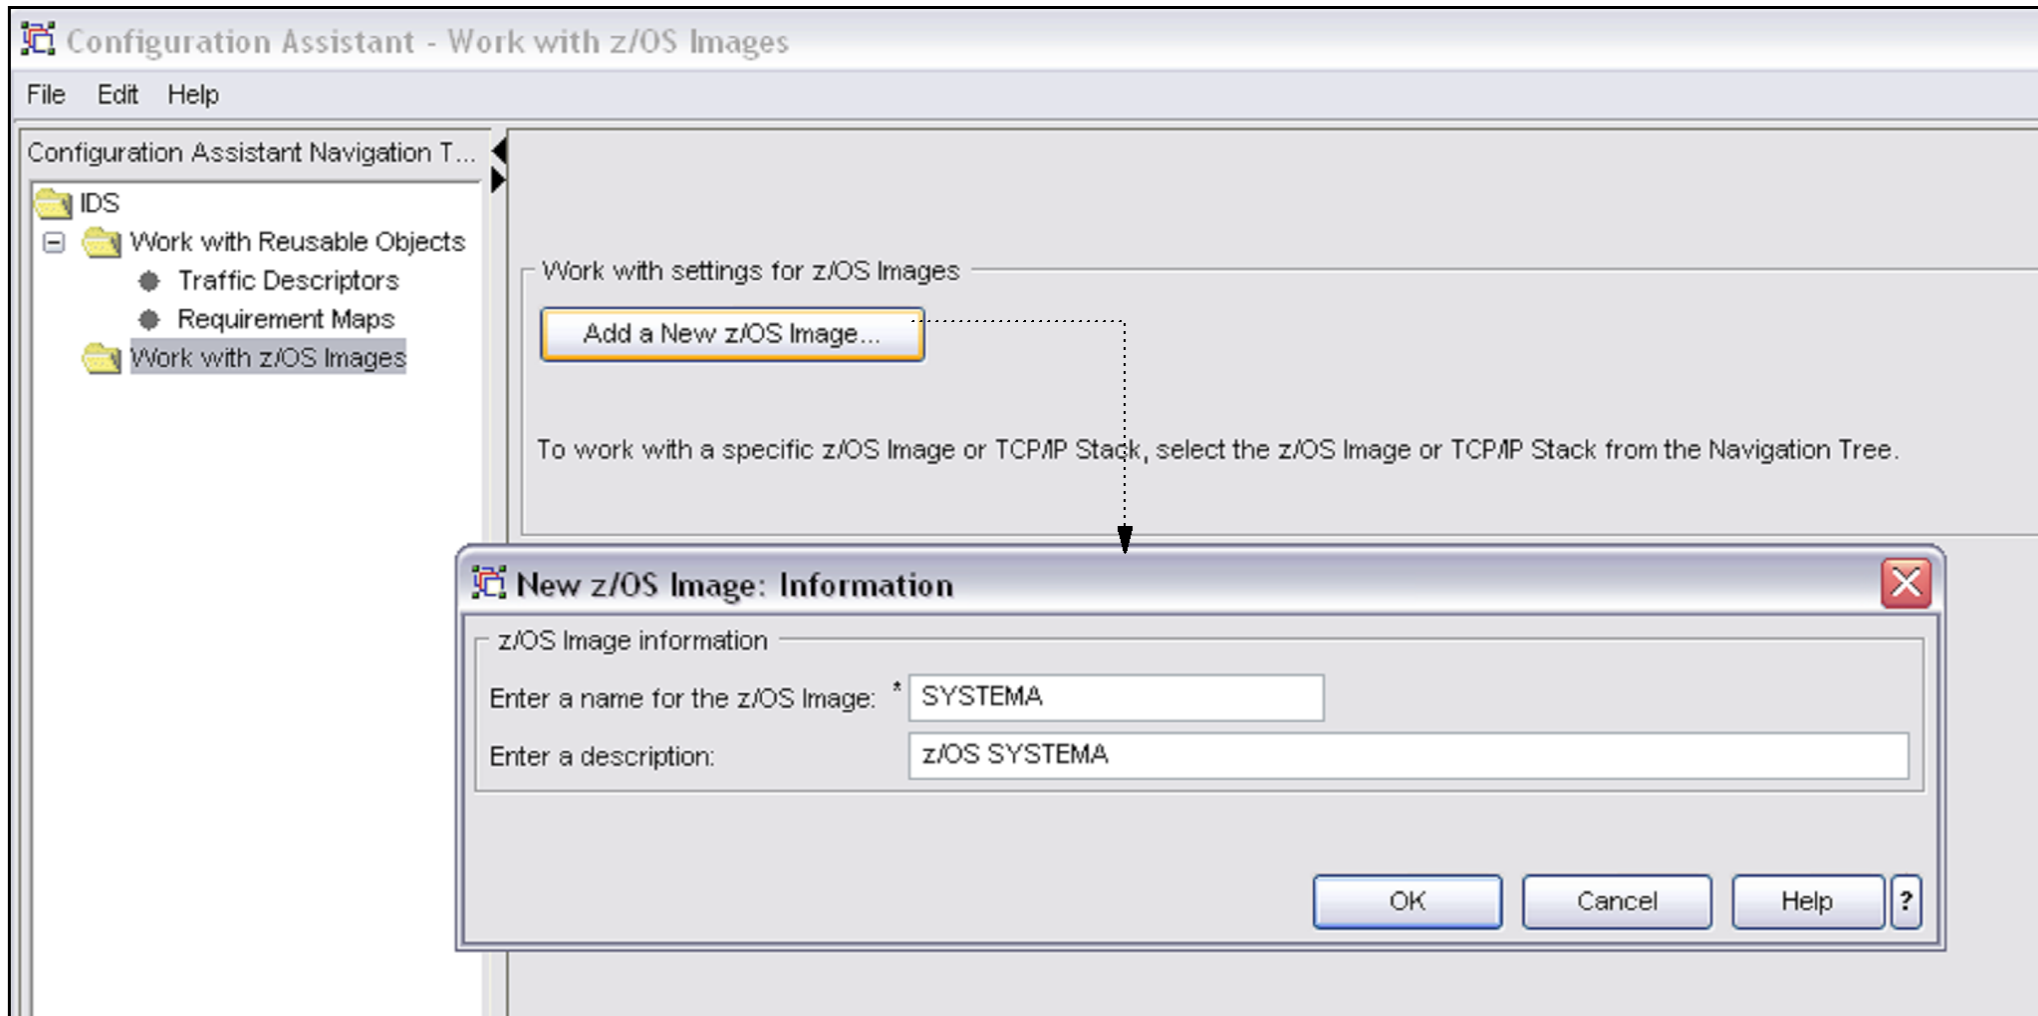 Configuration Assistant - Work with z/OS Images
File Edit Help
Configuration Assistant Navigation T...
IDS
Work with Reusable Objects
Traffic Descriptors
Requirement Maps
Work with z/OS Images
Work with settings for z/OS Images
Add a New z/OS Image...
To work with a specific z/OS Image or TCP/IP Stack, select the z/OS Image or TCP/IP Stack from the Navigation Tree.
New z/OS Image: Information
z/OS Image information
Enter a name for the z/OS Image: * SYSTEMA
Enter a description: z/OS SYSTEMA
OK Cancel Help ?